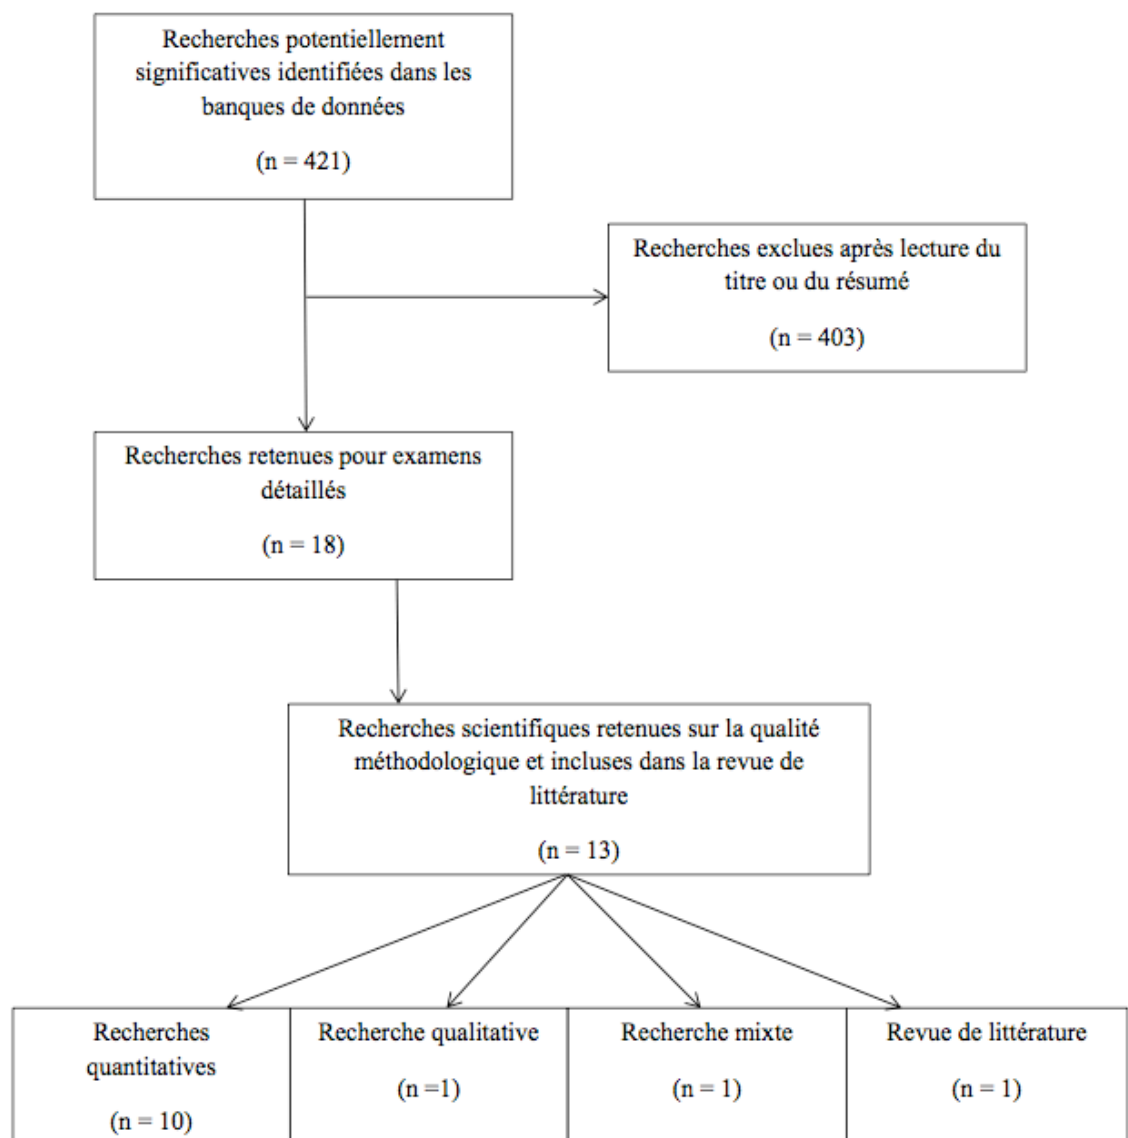 Recherches potentiellement
significatives identifiées dans les
banques de données
(n = 421)
Recherches exclues après lecture du
titre ou du résumé
(n = 403)
Recherches retenues pour examens
détaillés
(n = 18)
Recherches scientifiques retenues sur la qualité
méthodologique et incluses dans la revue de
littérature
(n = 13)
Recherches
quantitatives
(n = 10)
Recherche qualitative
(n =1)
Recherche mixte
(n = 1)
Revue de littérature
(n = 1)